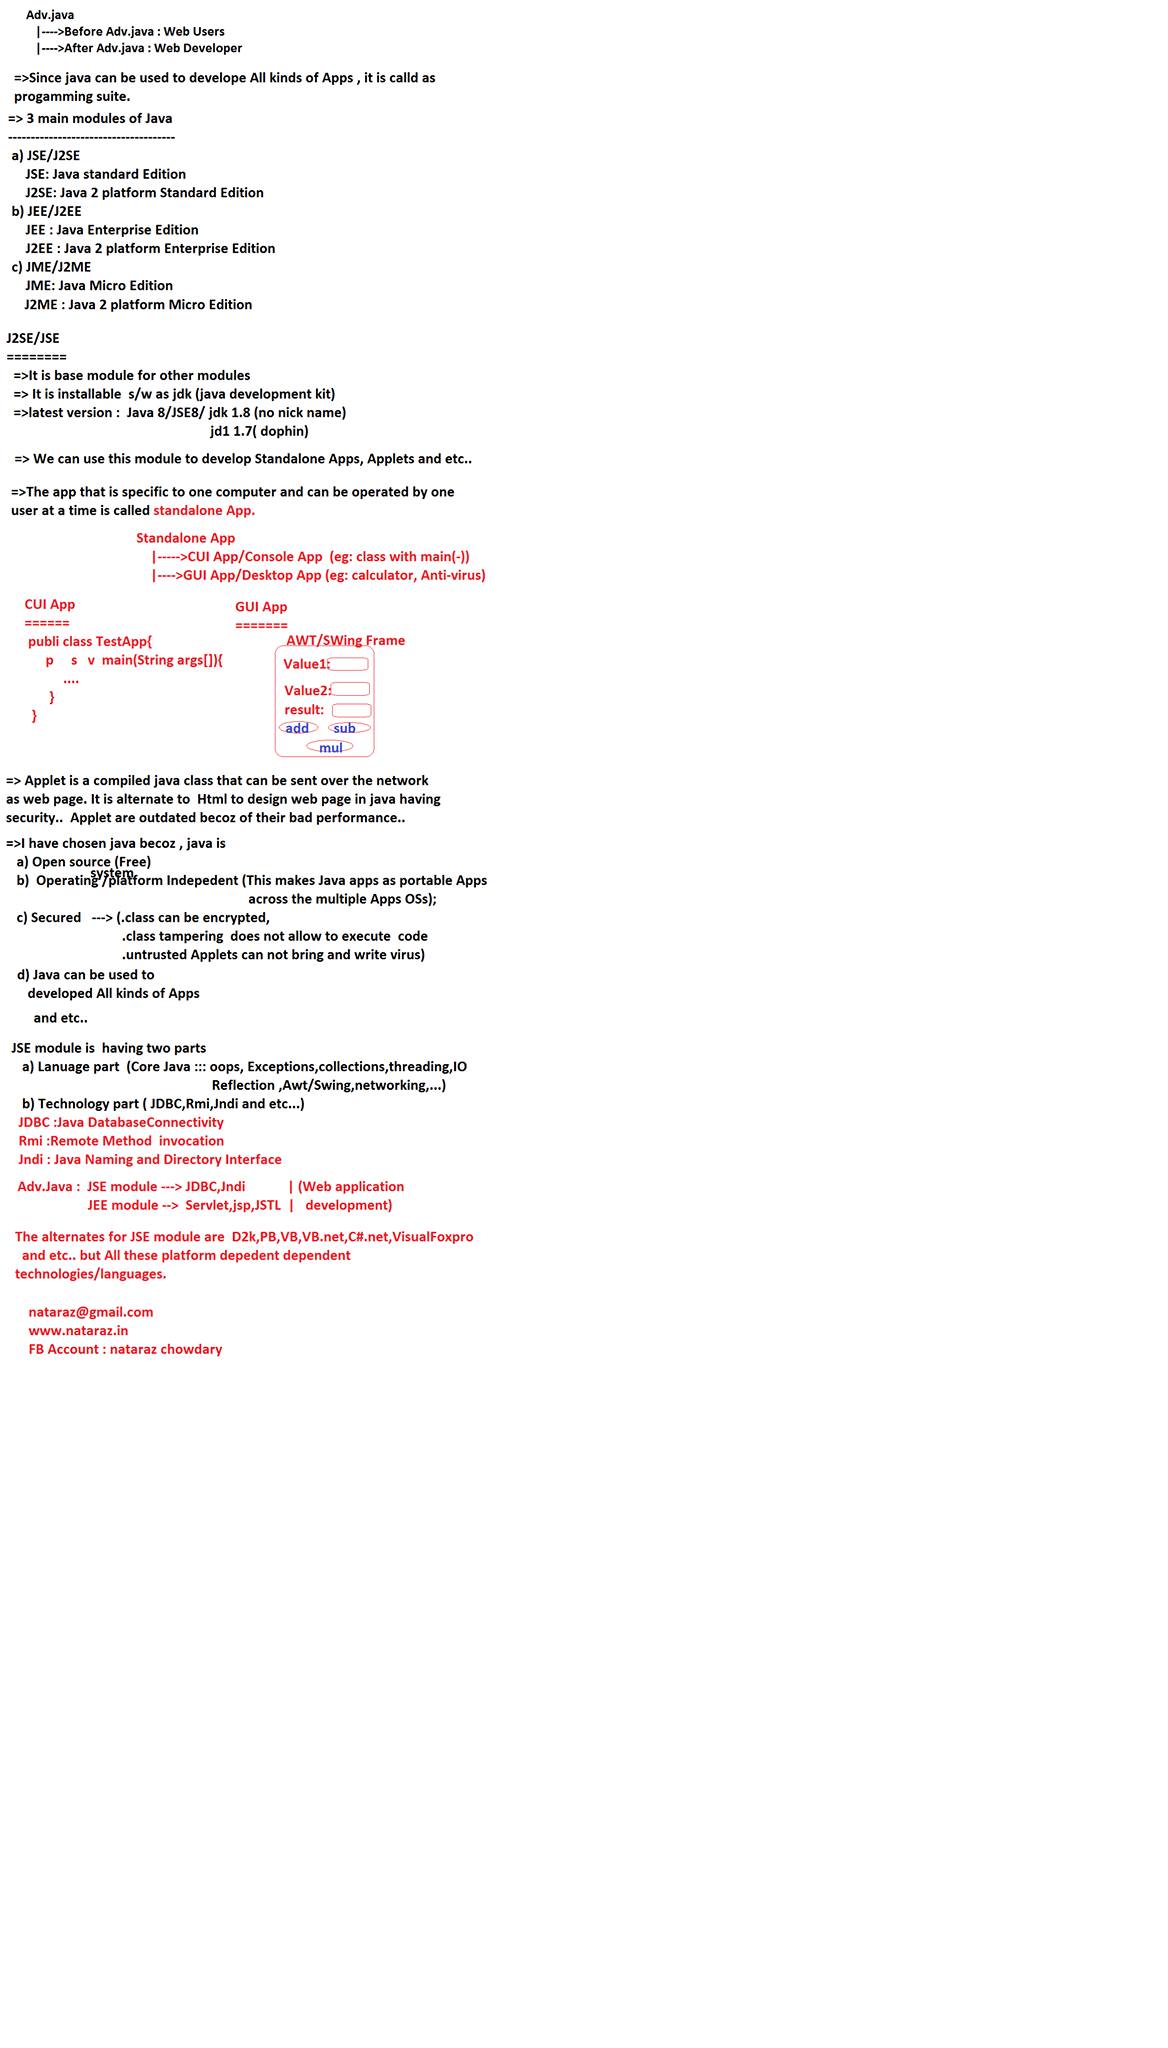 Adv.java
|---->Before Adv.java : Web Users
|---->After Adv.java : Web Developer
=>Since java can be used to develope All kinds of Apps , it is calld as
progamming suite.
=> 3 main modules of Java
-------------------------------------
a) JSE/J2SE
JSE: Java standard Edition
J2SE: Java 2 platform Standard Edition
b) JEE/J2EE
JEE : Java Enterprise Edition
J2EE : Java 2 platform Enterprise Edition
c) JME/J2ME
JME: Java Micro Edition
J2ME : Java 2 platform Micro Edition
J2SE/JSE
========
=>It is base module for other modules
=> It is installable s/w as jdk (java development kit)
=>latest version : Java 8/JSE8/ jdk 1.8 (no nick name)
jd1 1.7( dophin)
=> We can use this module to develop Standalone Apps, Applets and etc..
=>The app that is specific to one computer and can be operated by one
user at a time is called standalone App.
Standalone App
|----->CUI App/Console App (eg: class with main(-))
|---->GUI App/Desktop App (eg: calculator, Anti-virus)
CUI App
======
publi class TestApp{
p s v main(String args[]){
....
}
}
GUI App
=======
AWT/SWing Frame
Value1:
Value2:
result:
add sub
mul
=> Applet is a compiled java class that can be sent over the network
as web page. It is alternate to Html to design web page in java having
security.. Applet are outdated becoz of their bad performance..
=>I have chosen java becoz , java is
a) Open source (Free)
system
b) Operating /platform Indepedent (This makes Java apps as portable Apps
across the multiple Apps OSs);
c) Secured ---> (.class can be encrypted,
.class tampering does not allow to execute code
.untrusted Applets can not bring and write virus)
d) Java can be used to
developed All kinds of Apps
and etc..
JSE module is having two parts
a) Lanuage part (Core Java ::: oops, Exceptions,collections,threading,IO
Reflection ,Awt/Swing,networking,...)
b) Technology part ( JDBC,Rmi,Jndi and etc...)
JDBC :Java DatabaseConnectivity
Rmi :Remote Method invocation
Jndi : Java Naming and Directory Interface
Adv.Java : JSE module ---> JDBC,Jndi | (Web application
JEE module --> Servlet,jsp,JSTL | development)
The alternates for JSE module are D2k,PB,VB,VB.net,C#.net,VisualFoxpro
and etc.. but All these platform depedent dependent
technologies/languages.
nataraz@gmail.com
www.nataraz.in
FB Account : nataraz chowdary